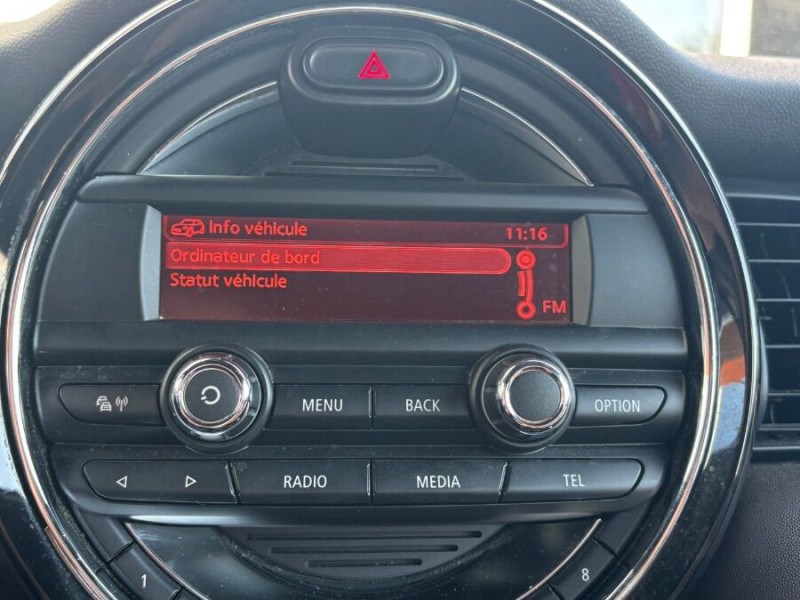 Info véhicule 11:16
Ordinateur de bord
Statut véhicule
FM
MENU BACK OPTION
RADIO MEDIA TEL
1 8